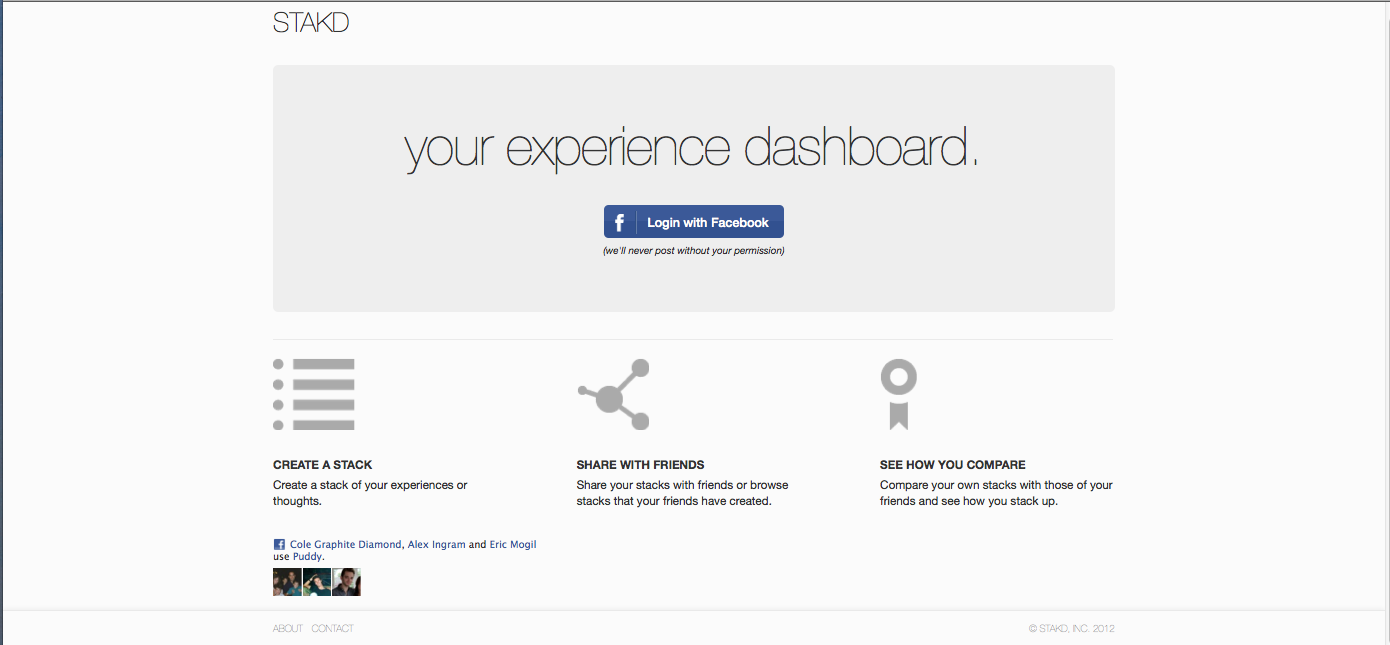 STAKD
your experience dashboard.
f Login with Facebook
(we'll never post without your permission)
CREATE A STACK
Create a stack of your experiences or
thoughts.
SHARE WITH FRIENDS
Share your stacks with friends or browse
stacks that your friends have created.
SEE HOW YOU COMPARE
Compare your own stacks with those of your
friends and see how you stack up.
f Cole Graphite Diamond, Alex Ingram and Eric Mogil
use Puddy.
ABOUT CONTACT
© STAKD, INC. 2012